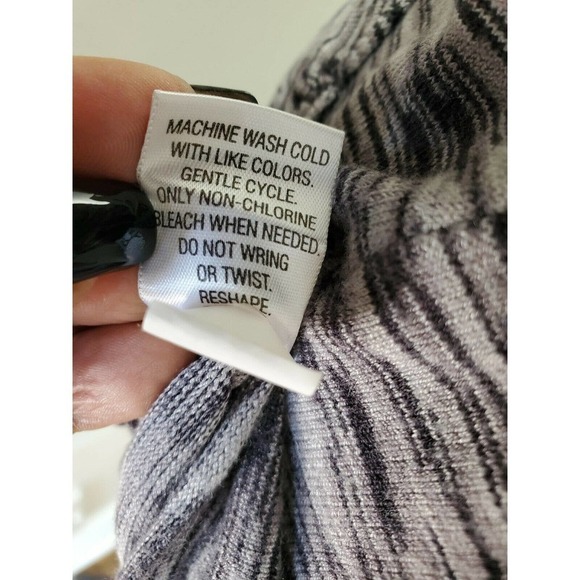 MACHINE WASH COLD
WITH LIKE COLORS.
GENTLE CYCLE.
ONLY NON-CHLORINE
BLEACH WHEN NEEDED.
DO NOT WRING
OR TWIST.
RESHAPE.